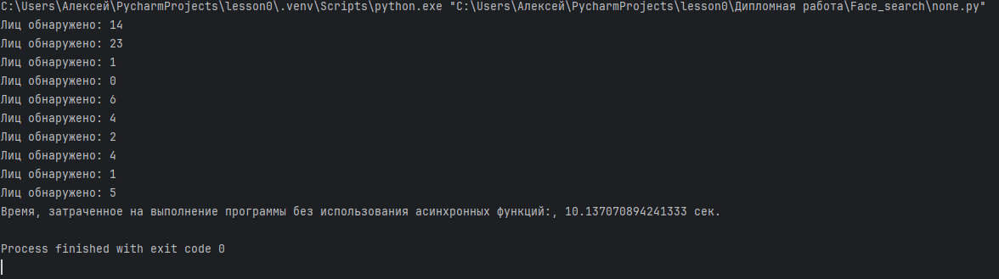 C:\Users\Алексей\PycharmProjects\lesson0\.venv\Scripts\python.exe "C:\Users\Алексей\PycharmProjects\lesson0\Дипломная работа\Face_search\none.py"
Лиц обнаружено: 14
Лиц обнаружено: 23
Лиц обнаружено: 1
Лиц обнаружено: 0
Лиц обнаружено: 6
Лиц обнаружено: 4
Лиц обнаружено: 2
Лиц обнаружено: 4
Лиц обнаружено: 1
Лиц обнаружено: 5
Время, затраченное на выполнение программы без использования асинхронных функций:, 10.137070894241333 сек.
Process finished with exit code 0